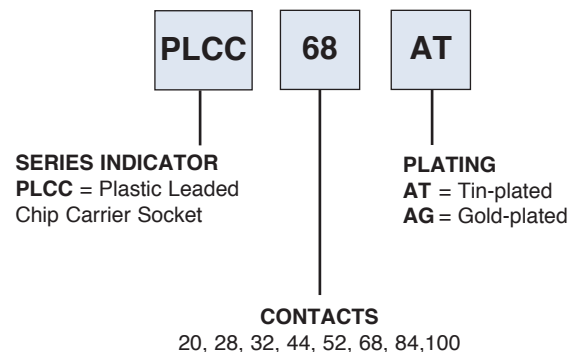 PLCC 68 AT
SERIES INDICATOR
PLCC = Plastic Leaded
Chip Carrier Socket
PLATING
AT = Tin-plated
AG = Gold-plated
CONTACTS
20, 28, 32, 44, 52, 68, 84,100